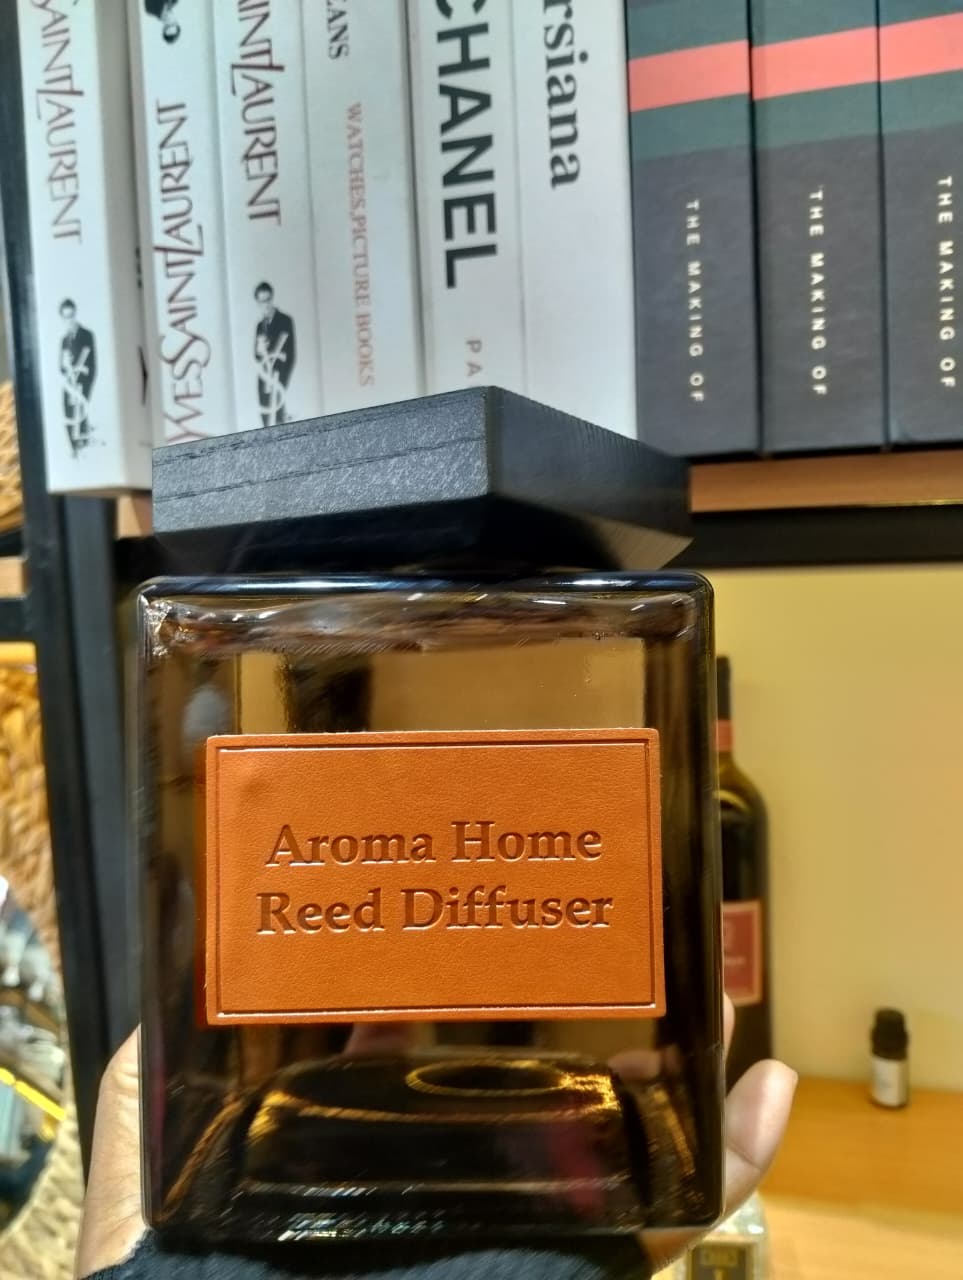 SAINTLAURENT
YVESSAINTLAURENT
SAINTLAURENT
WATCHES,PICTURE BOOKS
CHANEL
PA
rsiana
THE MAKING OF
THE MAKING OF
THE MAKING OF
Aroma Home
Reed Diffuser